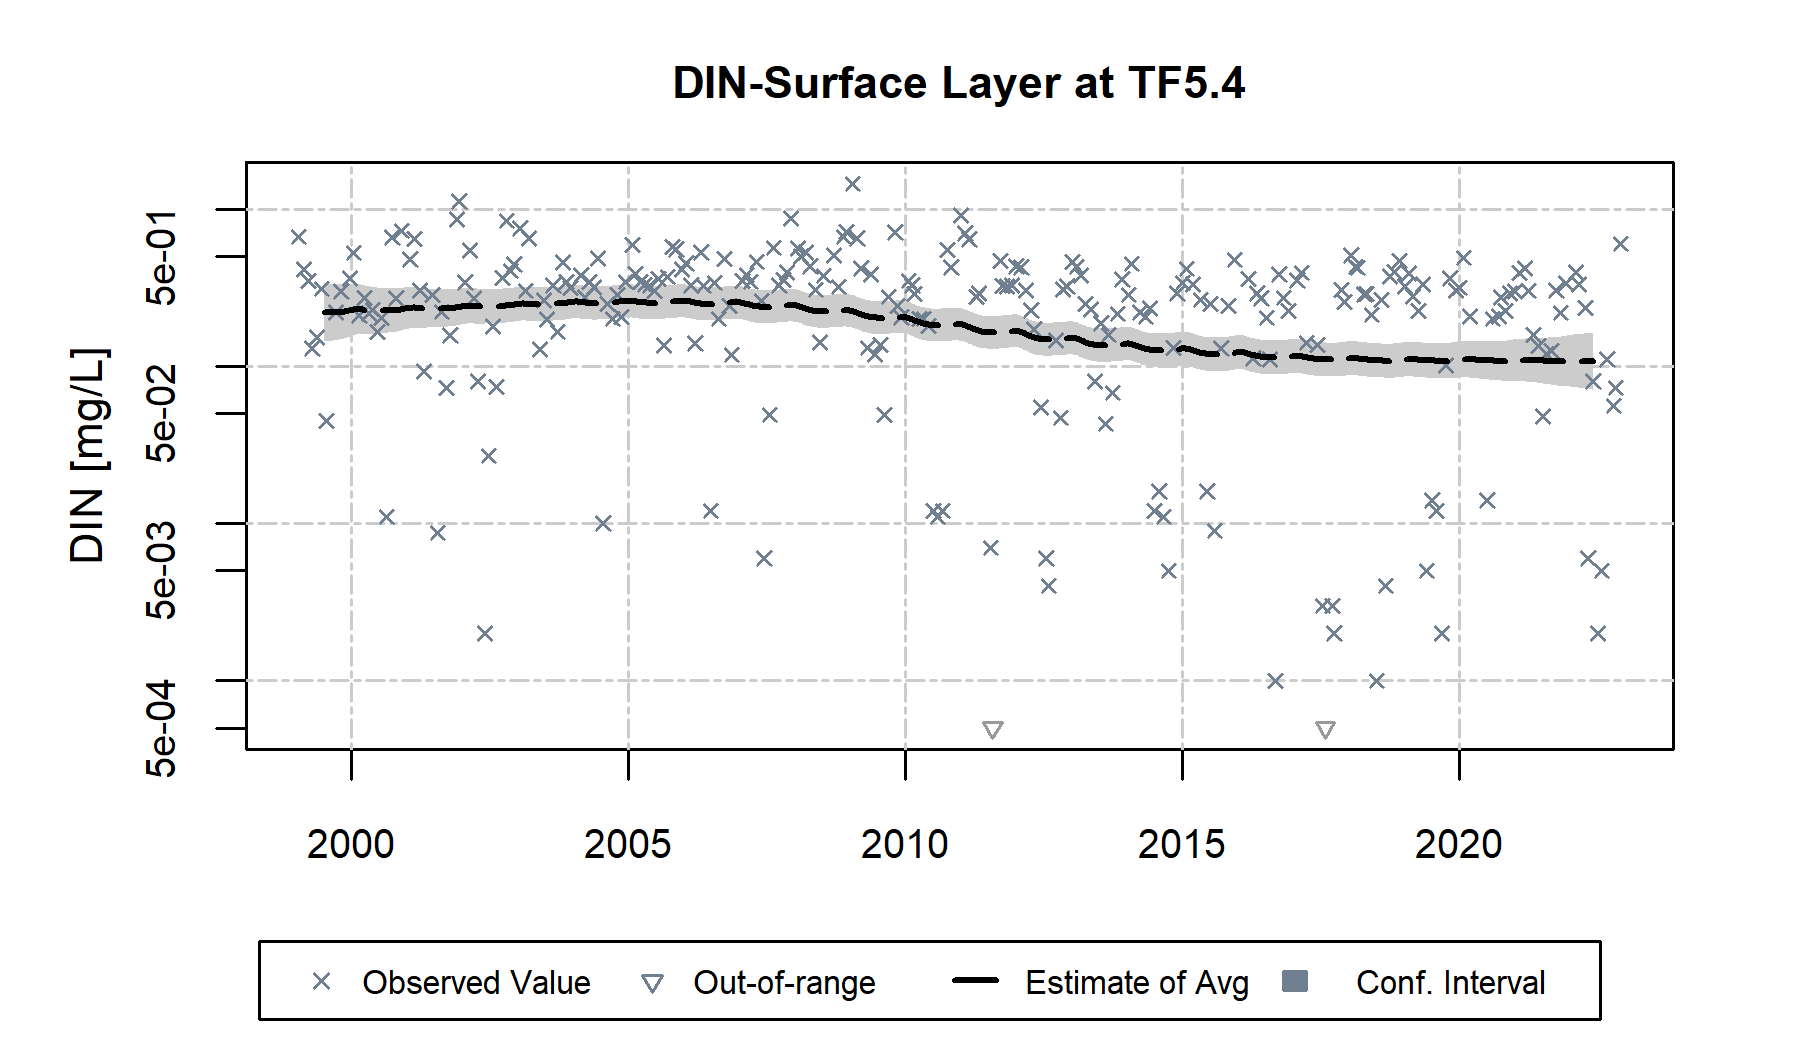 DIN-Surface Layer at TF5.4
DIN [mg/L]
5e-01
5e-02
5e-03
5e-04
2000 2005 2010 2015 2020
Observed Value Out-of-range Estimate of Avg Conf. Interval